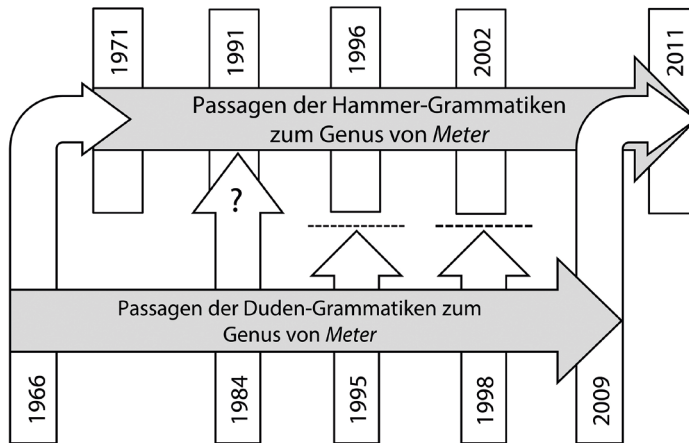 1971
1991
1996
2002
2011
Passagen der Hammer-Grammatiken
zum Genus von Meter
?
Passagen der Duden-Grammatiken zum
Genus von Meter
1966
1984
1995
1998
2009